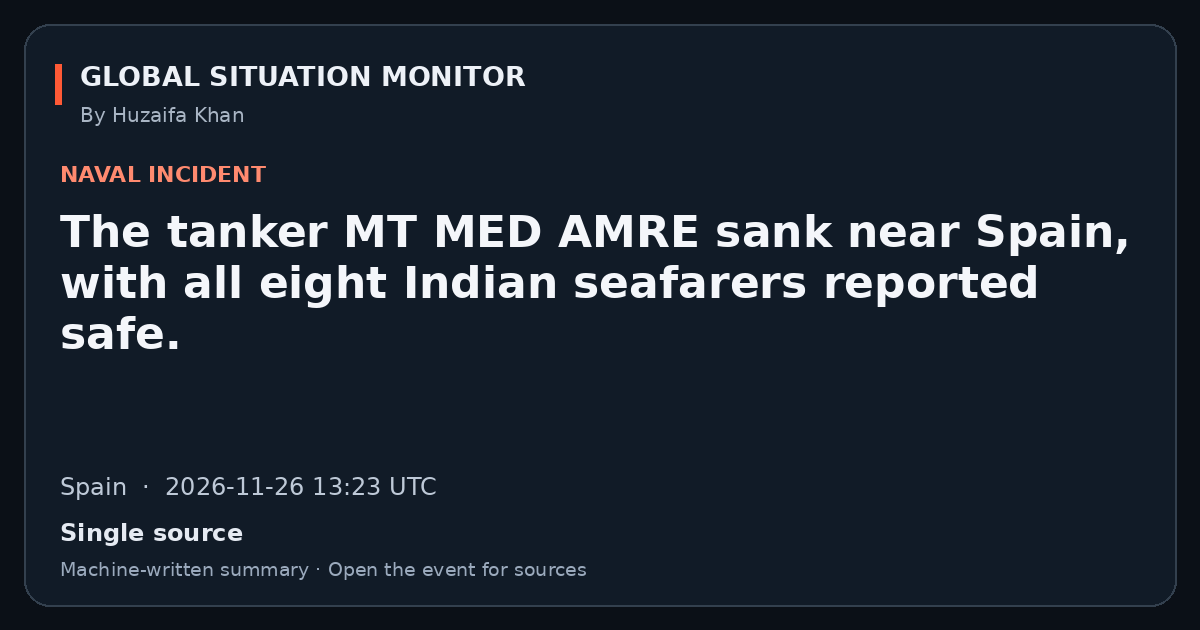 GLOBAL SITUATION MONITOR
By Huzaifa Khan
NAVAL INCIDENT
The tanker MT MED AMRE sank near Spain,
with all eight Indian seafarers reported
safe.
Spain · 2026-11-26 13:23 UTC
Single source
Machine-written summary · Open the event for sources